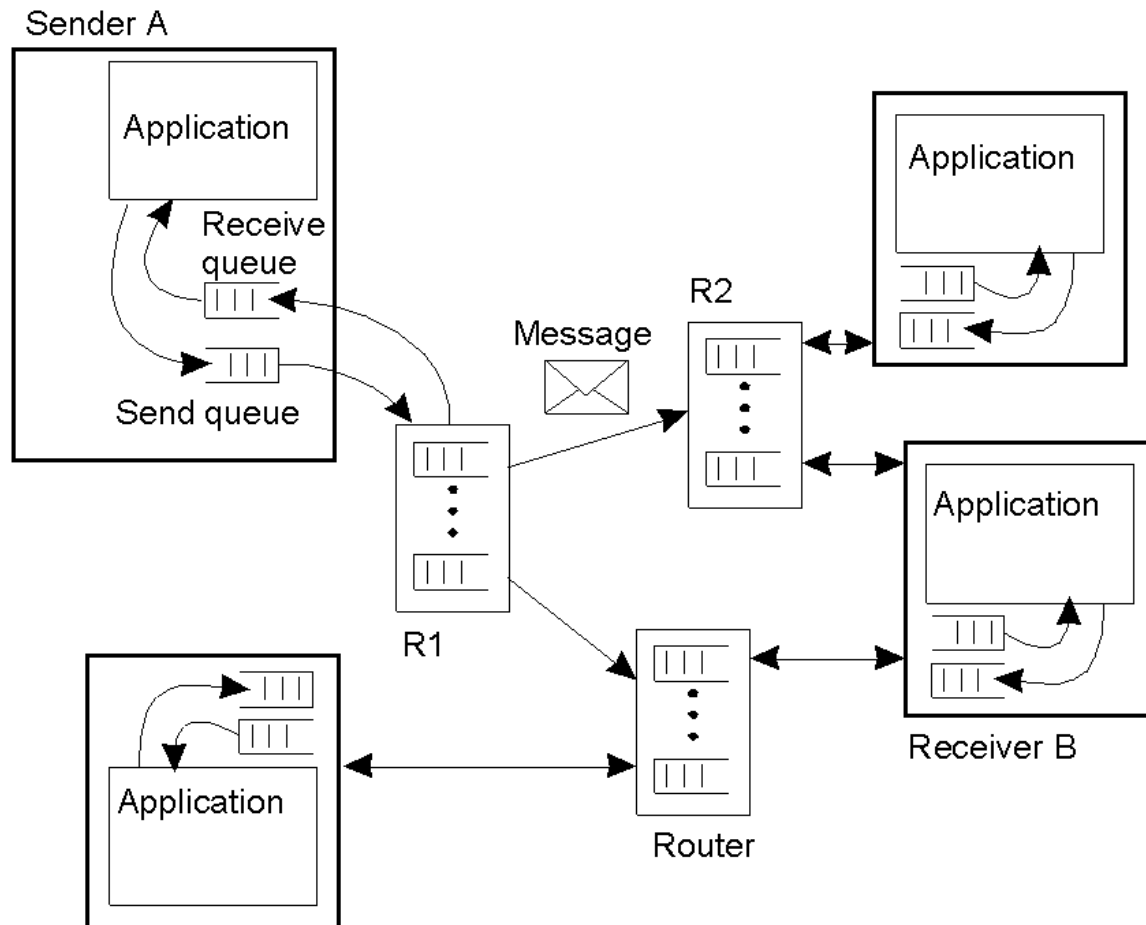 Sender A
Application
Receive
queue
Send queue
Message
R2
Application
R1
Application
Receiver B
Router
Application